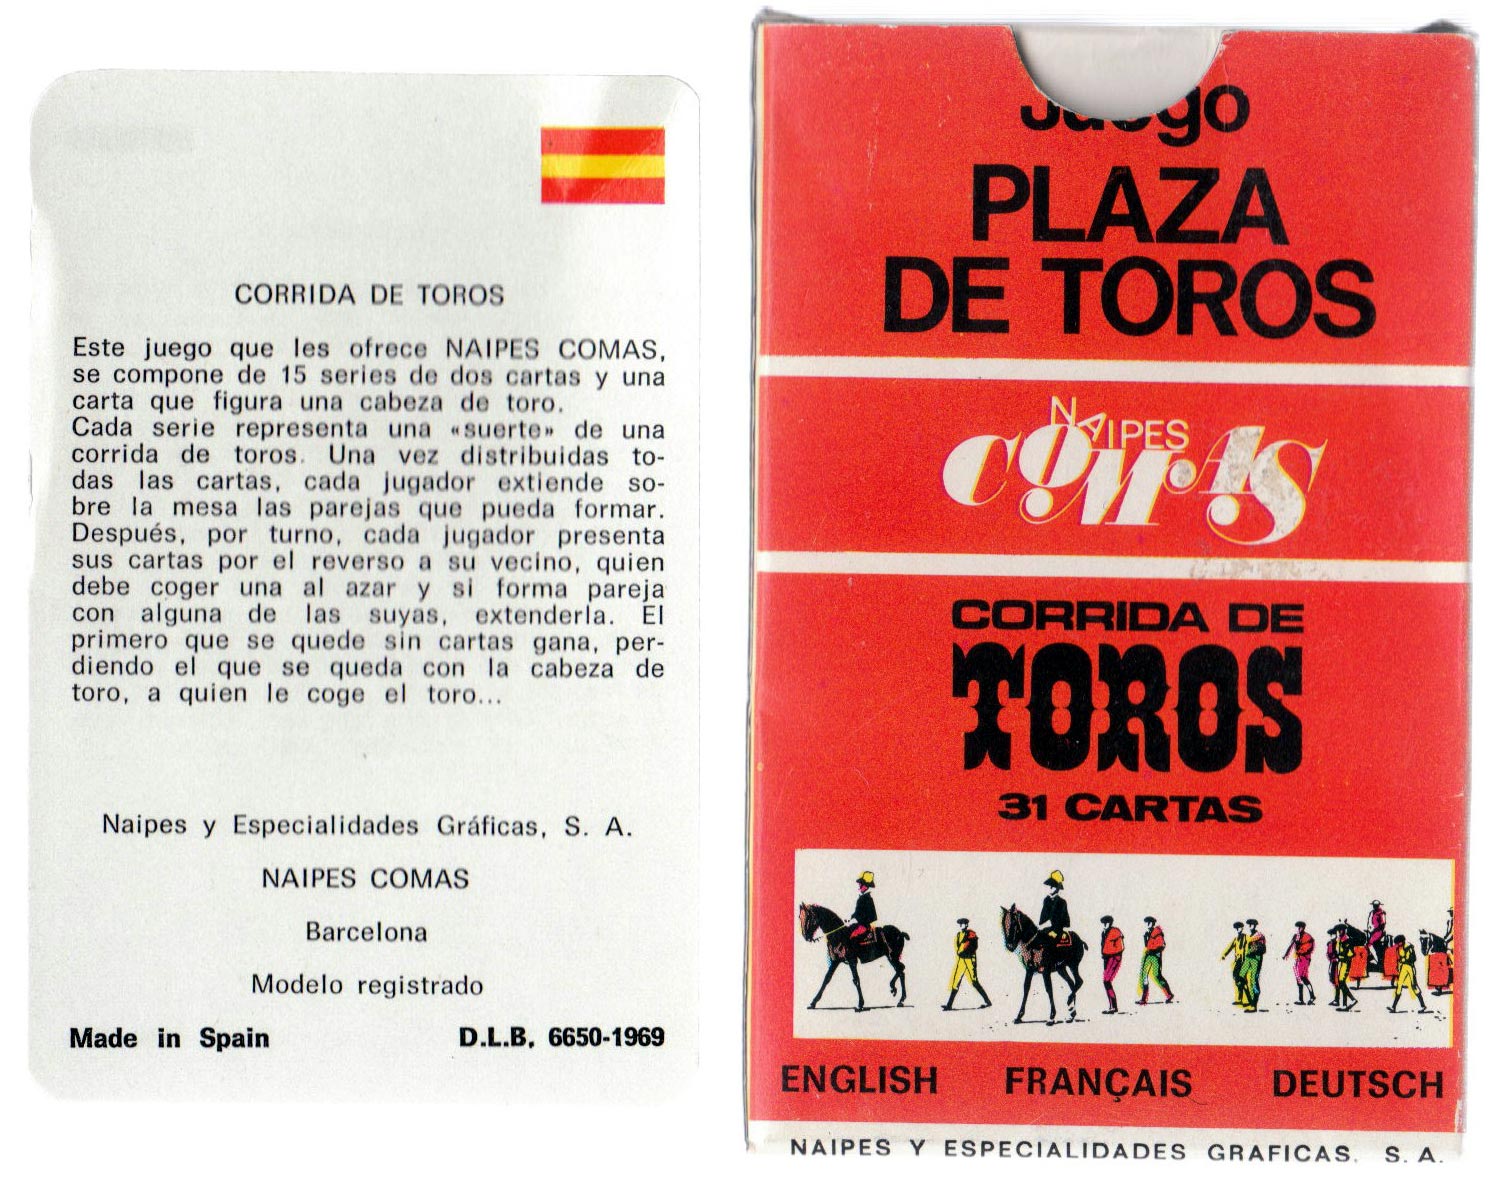 CORRIDA DE TOROS
Este juego que les ofrece NAIPES COMAS,
se compone de 15 series de dos cartas y una
carta que figura una cabeza de toro.
Cada serie representa una «suerte» de una
corrida de toros. Una vez distribuidas to-
das las cartas, cada jugador extiende so-
bre la mesa las parejas que pueda formar.
Después, por turno, cada jugador presenta
sus cartas por el reverso a su vecino, quien
debe coger una al azar y si forma pareja
con alguna de las suyas, extenderla. El
primero que se quede sin cartas gana, per-
diendo el que se queda con la cabeza de
toro, a quien le coge el toro...
Naipes y Especialidades Gráficas, S. A.
NAIPES COMAS
Barcelona
Modelo registrado
Made in Spain D.L.B. 6650-1969
Juego
PLAZA
DE TOROS
NAIPES
COMAS
CORRIDA DE
TOROS
31 CARTAS
ENGLISH FRANÇAIS DEUTSCH
NAIPES Y ESPECIALIDADES GRAFICAS. S. A.